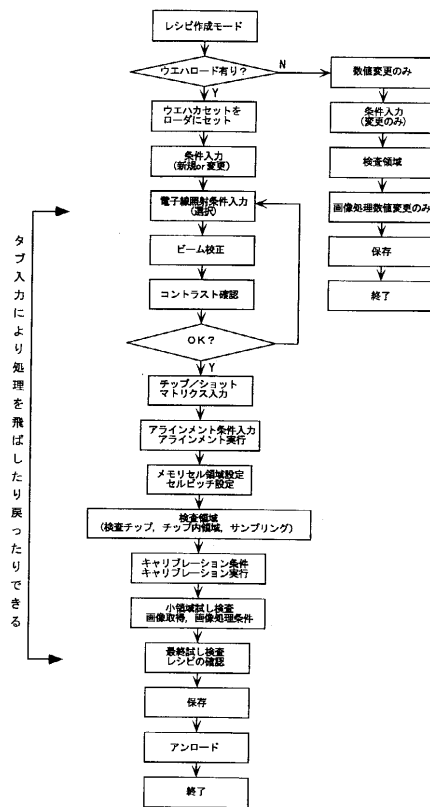 レシピ作成モード
ウエハロード有り?
N
Y
数値変更のみ
条件入力
(変更のみ)
検査領域
画像処理数値変更のみ
保存
終了
ウエハカセットを
ローダにセット
条件入力
(新規or変更)
電子線照射条件入力
(選択)
ビーム校正
コントラスト確認
OK?
Y
チップ/ショット
マトリクス入力
アラインメント条件入力
アラインメント実行
メモリセル領域設定
セルピッチ設定
検査領域
(検査チップ, チップ内領域, サンプリング)
キャリブレーション条件
キャリブレーション実行
小領域試し検査
画像取得, 画像処理条件
最終試し検査
レシピの確認
保存
アンロード
終了
タブ入力により処理を飛ばしたり戻ったりできる